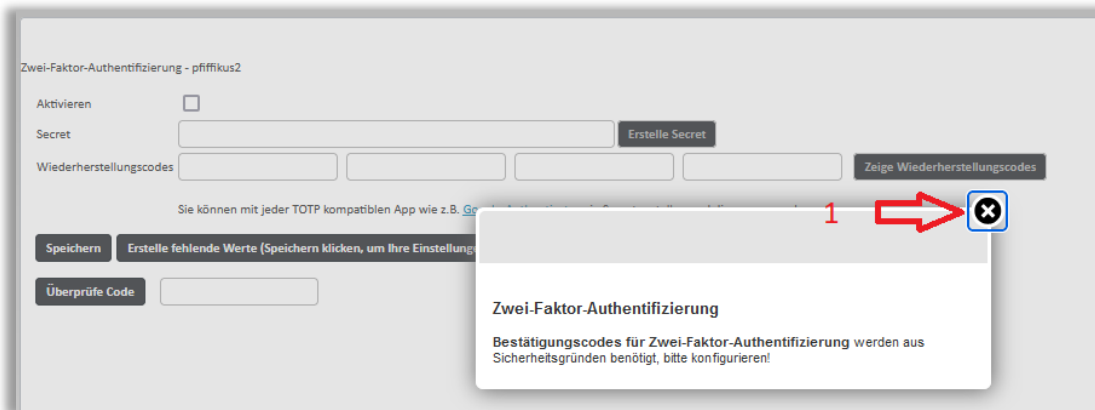 Zwei-Faktor-Authentifizierung - pfiffikus2
Aktivieren
Secret
Erstelle Secret
Wiederherstellungscodes
Zeige Wiederherstellungscodes
Sie können mit jeder TOTP kompatiblen App wie z.B.
1
Speichern
Erstelle fehlende Werte (Speichern klicken, um Ihre
Überprüfe Code
Zwei-Faktor-Authentifizierung
Bestätigungscodes für Zwei-Faktor-Authentifizierung werden aus
Sicherheitsgründen benötigt, bitte konfigurieren!